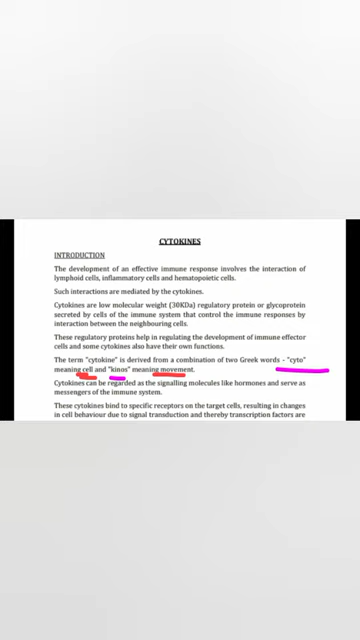 CYTOKINES
INTRODUCTION
The development of an effective immune response involves the interaction of
lymphoid cells, inflammatory cells and hematopoietic cells.
Such interactions are mediated by the cytokines.
Cytokines are low molecular weight (30KDa) regulatory protein or glycoprotein
secreted by cells of the immune system that control the immune responses by
interaction between the neighbouring cells.
These regulatory proteins help in regulating the development of immune effector
cells and some cytokines also have their own functions.
The term "cytokine" is derived from a combination of two Greek words - "cyto"
meaning cell and "kinos" meaning movement.
Cytokines can be regarded as the signalling molecules like hormones and serve as
messengers of the immune system.
These cytokines bind to specific receptors on the target cells, resulting in changes
in cell behaviour due to signal transduction and thereby transcription factors are